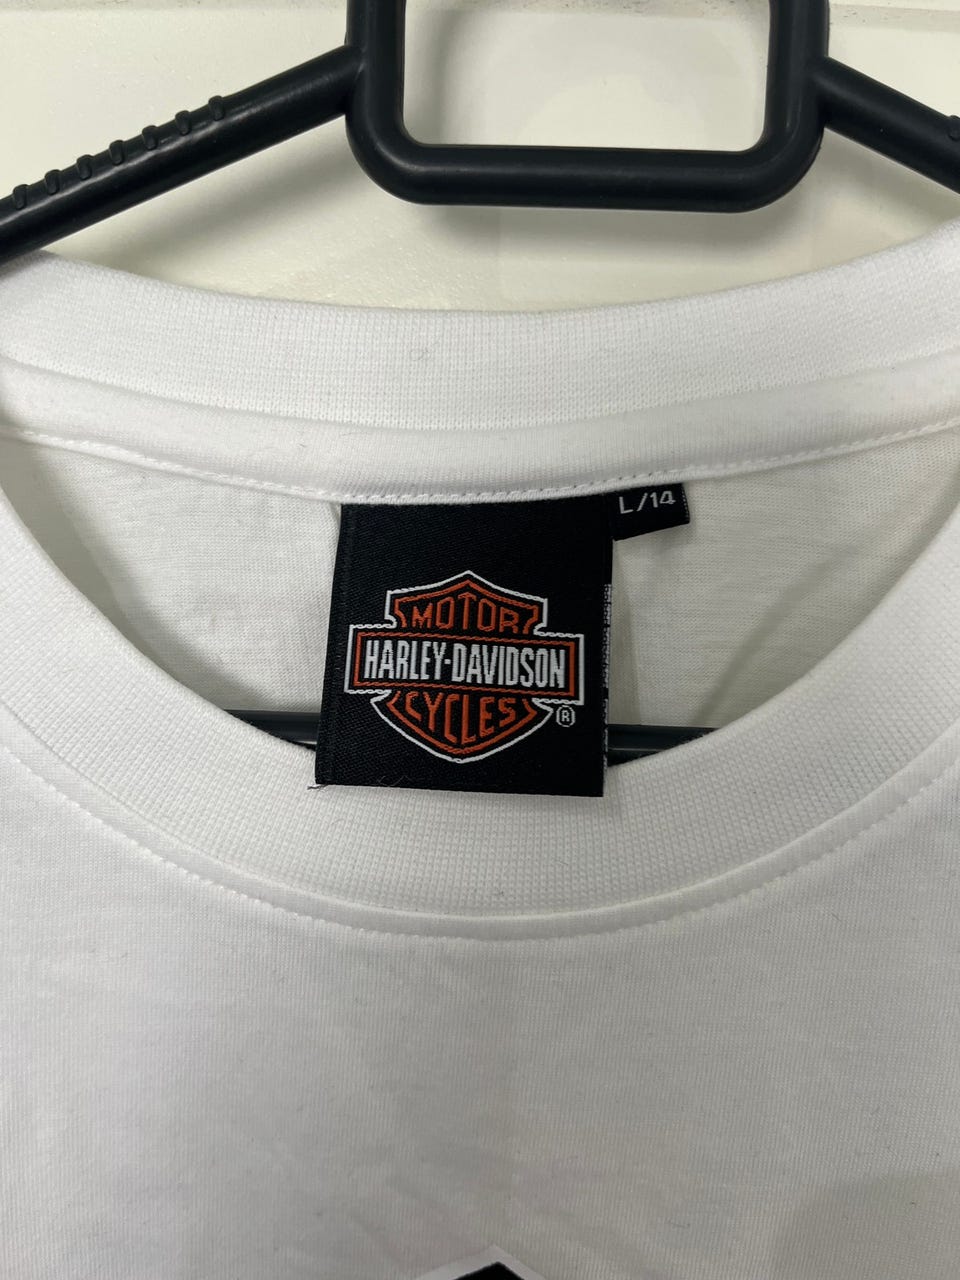 L/14
MOTOR
HARLEY-DAVIDSON
CYCLES
®